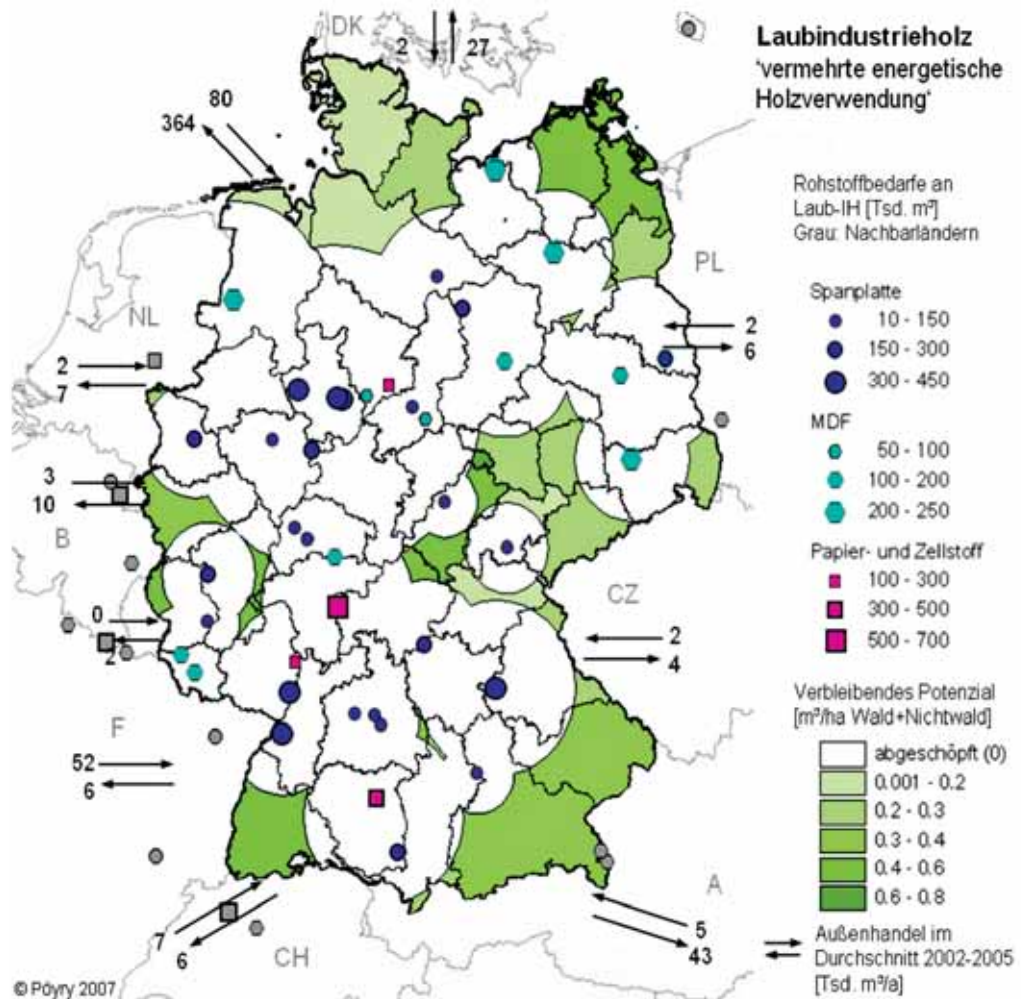 Laubindustrieholz
'vermehrte energetische
Holzverwendung'
Rohstoffbedarfe an
Laub-IH [Tsd. m³]
Grau: Nachbarländern
Spanplatte
10 - 150
150 - 300
300 - 450
MDF
50 - 100
100 - 200
200 - 250
Papier- und Zellstoff
100 - 300
300 - 500
500 - 700
Verbleibendes Potenzial
[m³/ha Wald+Nichtwald]
abgeschöpft (0)
0.001 - 0.2
0.2 - 0.3
0.3 - 0.4
0.4 - 0.6
0.6 - 0.8
Außenhandel im
Durchschnitt 2002-2005
[Tsd. m³/a]
DK
2
27
80
364
PL
NL
2
6
2
7
3
10
B
CZ
0
2
2
4
F
52
6
A
5
43
7
6
CH
© Pöyry 2007